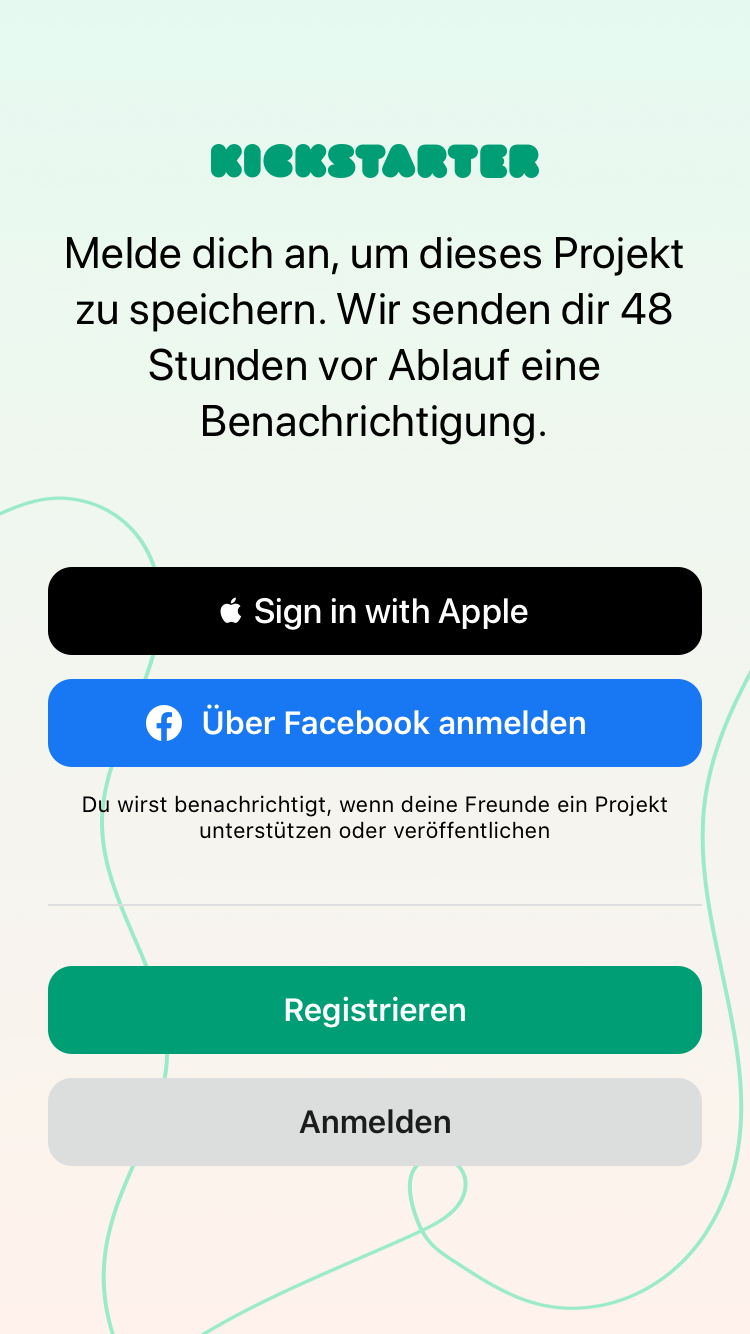 KICKSTARTER
Melde dich an, um dieses Projekt
zu speichern. Wir senden dir 48
Stunden vor Ablauf eine
Benachrichtigung.
Sign in with Apple
Über Facebook anmelden
Du wirst benachrichtigt, wenn deine Freunde ein Projekt
unterstützen oder veröffentlichen
Registrieren
Anmelden